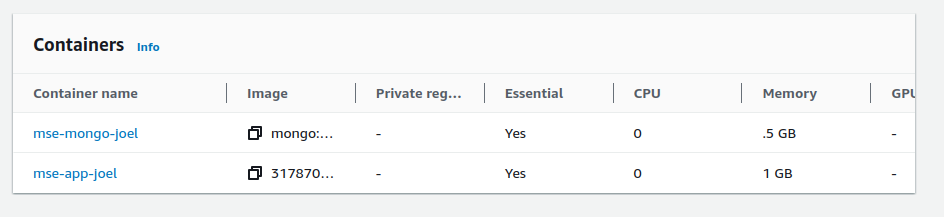 Containers Info
Container name Image Private reg... Essential CPU Memory GPU
mse-mongo-joel mongo:... - Yes 0 .5 GB -
mse-app-joel 317870... - Yes 0 1 GB -